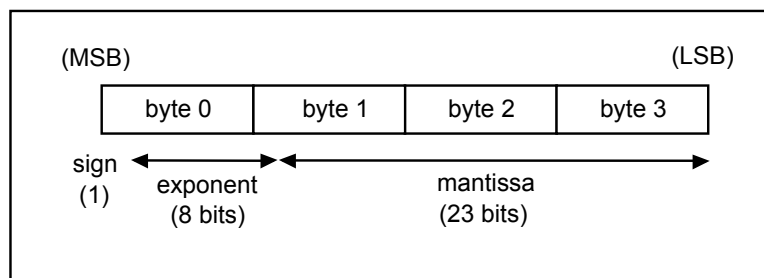 (MSB) (LSB)
byte 0 byte 1 byte 2 byte 3
sign
(1)
exponent
(8 bits)
mantissa
(23 bits)